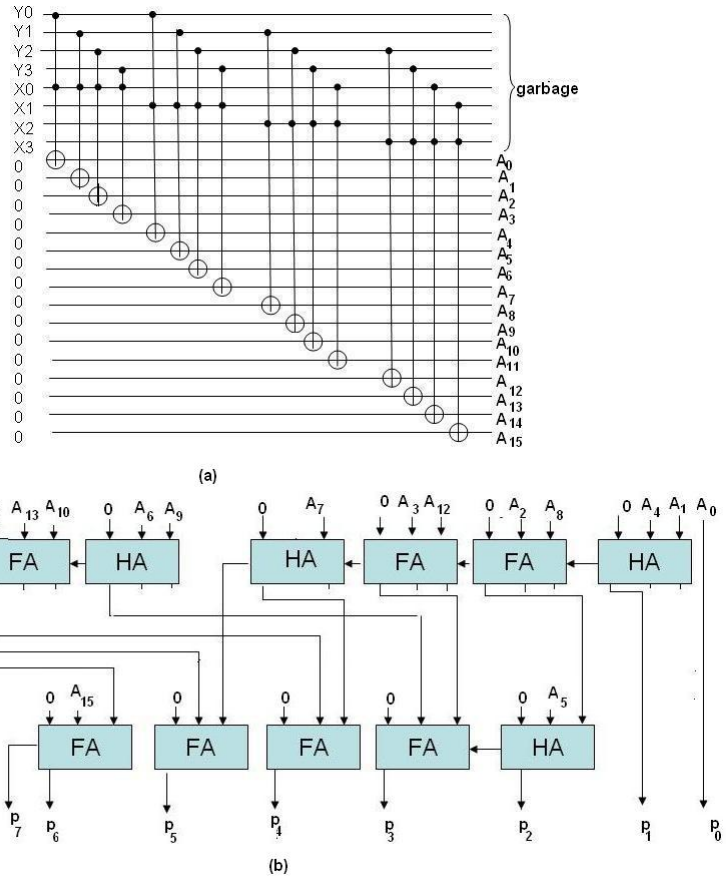 Y0
Y1
Y2
Y3
X0
X1
X2
X3
garbage
0 A0
0 A1
0 A2
0 A3
0 A4
0 A5
0 A6
0 A7
0 A8
0 A9
0 A10
0 A11
0 A12
0 A13
0 A14
0 A15
(a)
A13 A10 0 A6 A9 0 A7 0 A3 A12 0 A2 A8 0 A4 A1 A0
FA HA HA FA FA HA
0 A15 0 0 0 0 A5
FA FA FA FA HA
p7 p6 p5 p4 p3 p2 p1 p0
(b)